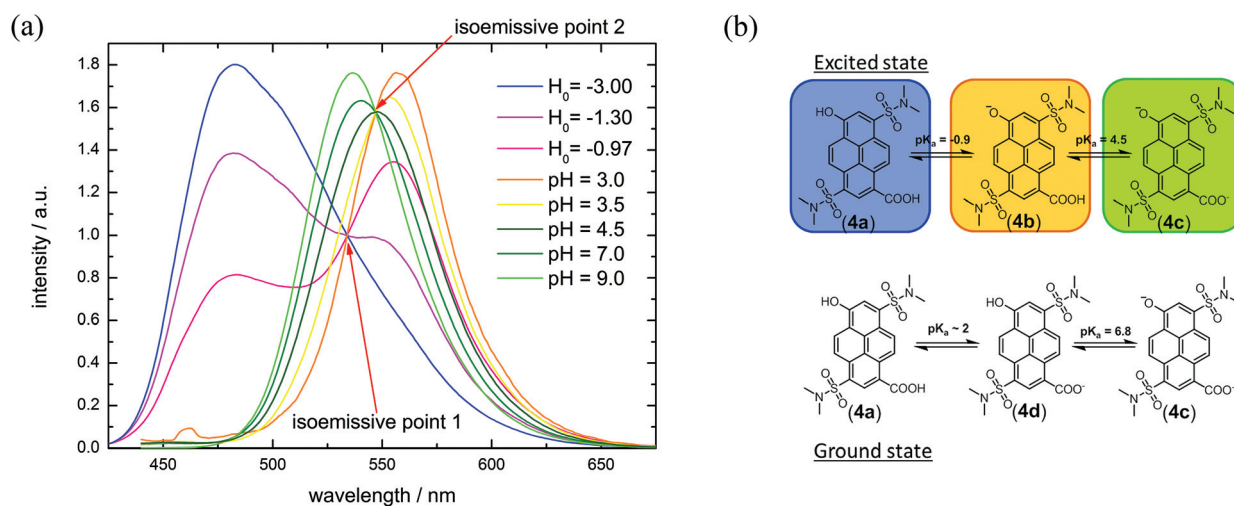 (a)
isoemissive point 2
1.8
1.6
1.4
1.2
1.0
0.8
0.6
0.4
0.2
0.0
intensity / a.u.
H₀= -3.00
H₀= -1.30
H₀= -0.97
pH = 3.0
pH = 3.5
pH = 4.5
pH = 7.0
pH = 9.0
isoemissive point 1
450 500 550 600 650
wavelength / nm
(b)
Excited state
HO O S O N
N S O O COOH
(4a)
pKₐ = -0.9
⁻O O S O N
N S O O COOH
(4b)
pKₐ = 4.5
⁻O O S O N
N S O O COO⁻
(4c)
HO O S O N
N S O O COOH
(4a)
pKₐ ~ 2
HO O S O N
N S O O COO⁻
(4d)
pKₐ = 6.8
⁻O O S O N
N S O O COO⁻
(4c)
Ground state